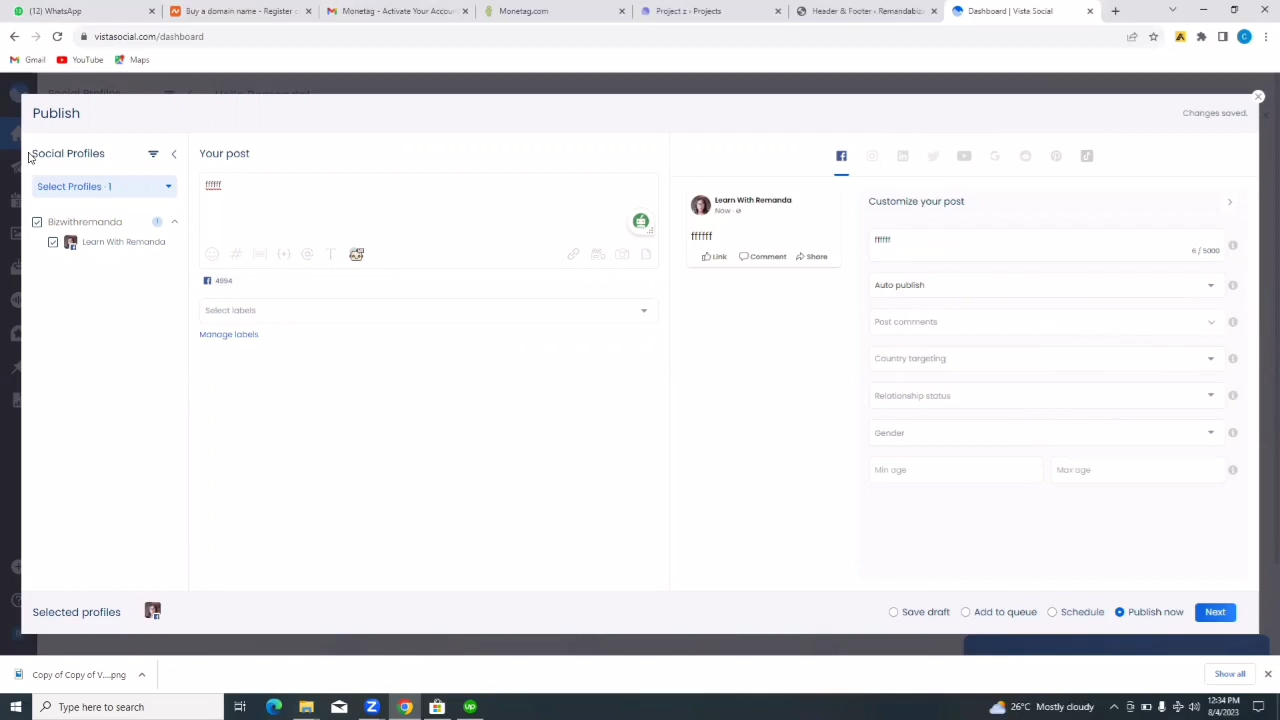 (12) WhatsApp
Buy a domain name - Register c
Monetag - Activate Your Accoun
Monetag.com
Project z - Projects
Header & Footer ‹ Remandabiz
Dashboard | Vista Social
vistasocial.com/dashboard
Gmail
YouTube
Maps
Publish
Changes saved.
Social Profiles
Select Profiles · 1
Bizwithremanda
1
Learn With Remanda
Your post
ffffff
4994
Select labels
Manage labels
Learn With Remanda
Now ·
ffffff
Link
Comment
Share
Customize your post
ffffff
6 / 5000
Auto publish
Post comments
Country targeting
Relationship status
Gender
Min age
Max age
Selected profiles
Save draft
Add to queue
Schedule
Publish now
Next
Copy of Copy of V....png
Show all
Type here to search
26°C Mostly cloudy
12:34 PM
8/4/2023